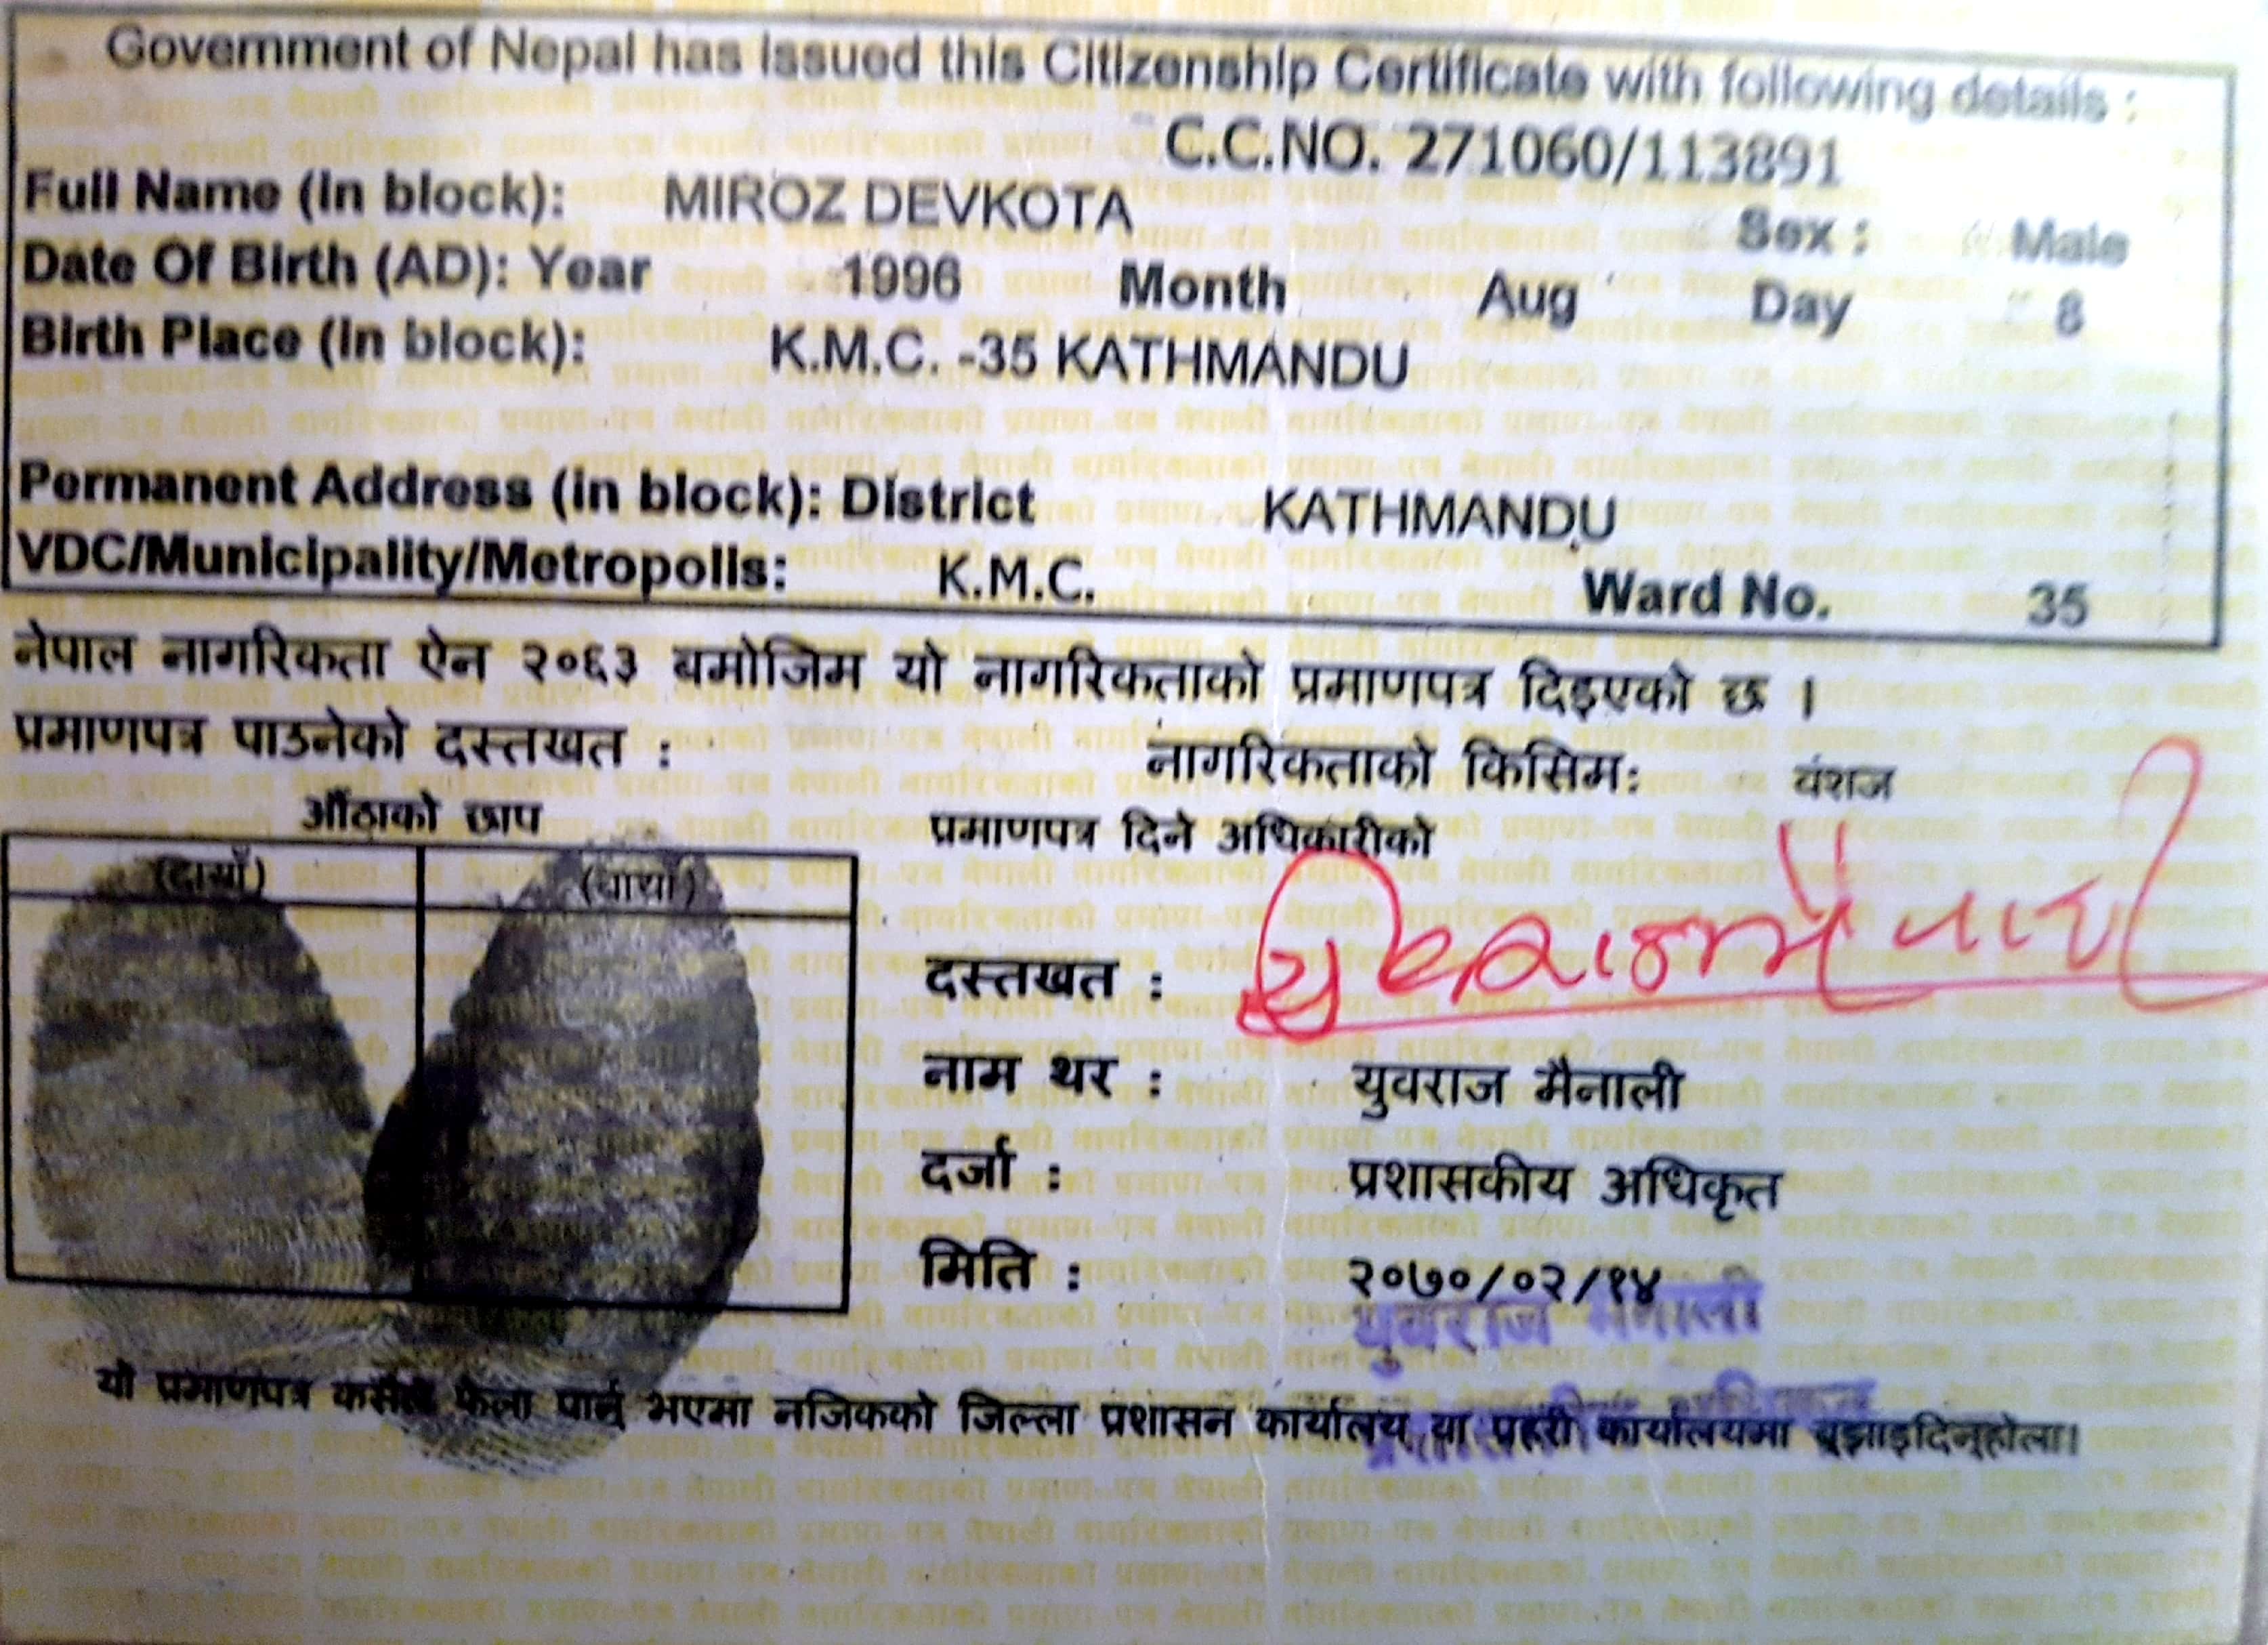 Government of Nepal has issued this Citizenship Certificate with following details :
C.C.NO. 271060/113891
Full Name (in block): MIROZ DEVKOTA Sex : Male
Date Of Birth (AD): Year 1996 Month Aug Day 8
Birth Place (in block): K.M.C. -35 KATHMANDU
Permanent Address (in block): District KATHMANDU
VDC/Municipality/Metropolis: K.M.C. Ward No. 35
नेपाल नागरिकता ऐन २०६३ बमोजिम यो नागरिकताको प्रमाणपत्र दिइएको छ ।
प्रमाणपत्र पाउनेको दस्तखत : नागरिकताको किसिम: वंशज
औंठाको छाप
(दायाँ) (बायाँ)
प्रमाणपत्र दिने अधिकारीको
दस्तखत :
नाम थर : युवराज मैनाली
दर्जा : प्रशासकीय अधिकृत
मिति : २०७०/०२/१४
युवराज मैनाली
यो प्रमाणपत्र कसैले फेला पार्नु भएमा नजिकको जिल्ला प्रशासन कार्यालय वा प्रहरी कार्यालयमा बुझाइदिनुहोला।